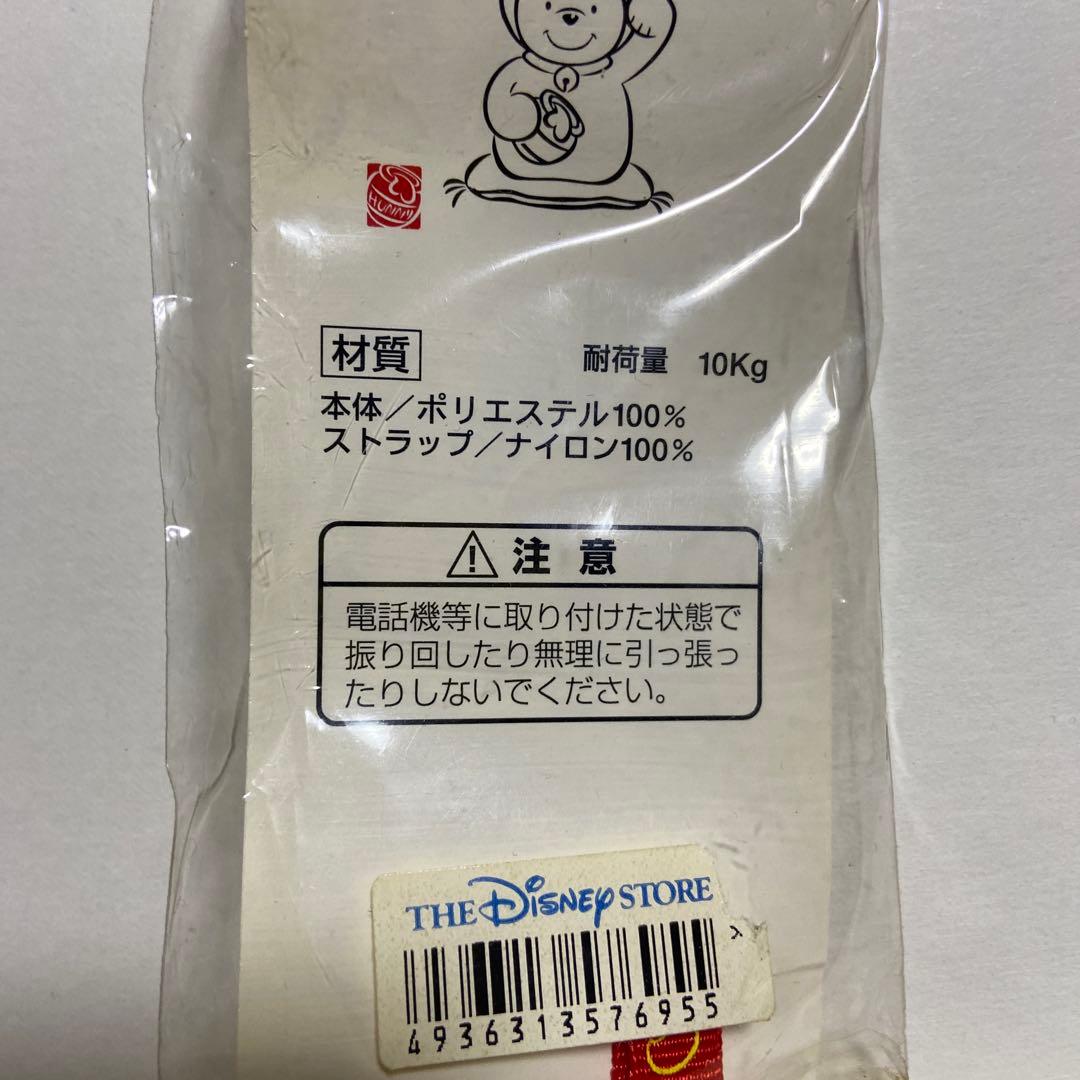 HUNNY
材質 耐荷量 10Kg
本体/ポリエステル100%
ストラップ/ナイロン100%
注意
電話機等に取り付けた状態で
振り回したり無理に引っ張っ
たりしないでください。
THE Disney STORE
4936313576955